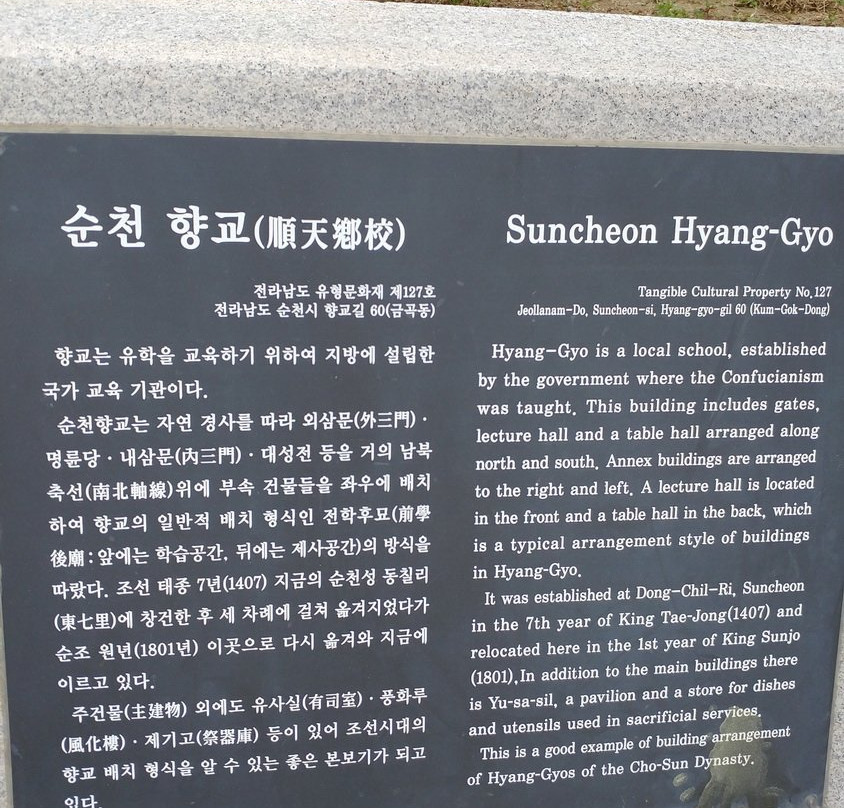 순천 향교(順天鄕校)
전라남도 유형문화재 제127호
전라남도 순천시 향교길 60(금곡동)
향교는 유학을 교육하기 위하여 지방에 설립한
국가 교육 기관이다.
순천향교는 자연 경사를 따라 외삼문(外三門)·
명륜당·내삼문(內三門)·대성전 등을 거의 남북
축선(南北軸線)위에 부속 건물들을 좌우에 배치
하여 향교의 일반적 배치 형식인 전학후묘(前學
後廟:앞에는 학습공간, 뒤에는 제사공간)의 방식을
따랐다. 조선 태종 7년(1407) 지금의 순천성 동칠리
(東七里)에 창건한 후 세 차례에 걸쳐 옮겨지었다가
순조 원년(1801년) 이곳으로 다시 옮겨와 지금에
이르고 있다.
주건물(主建物) 외에도 유사실(有司室)·풍화루
(風化樓)·제기고(祭器庫) 등이 있어 조선시대의
향교 배치 형식을 알 수 있는 좋은 본보기가 되고
있다.
Suncheon Hyang-Gyo
Tangible Cultural Property No.127
Jeollanam-Do, Suncheon-si, Hyang-gyo-gil 60 (Kum-Gok-Dong)
Hyang-Gyo is a local school, established
by the government where the Confucianism
was taught. This building includes gates,
lecture hall and a table hall arranged along
north and south. Annex buildings are arranged
to the right and left. A lecture hall is located
in the front and a table hall in the back, which
is a typical arrangement style of buildings
in Hyang-Gyo.
It was established at Dong-Chil-Ri, Suncheon
in the 7th year of King Tae-Jong(1407) and
relocated here in the 1st year of King Sunjo
(1801).In addition to the main buildings there
is Yu-sa-sil, a pavilion and a store for dishes
and utensils used in sacrificial services.
This is a good example of building arrangement
of Hyang-Gyos of the Cho-Sun Dynasty.